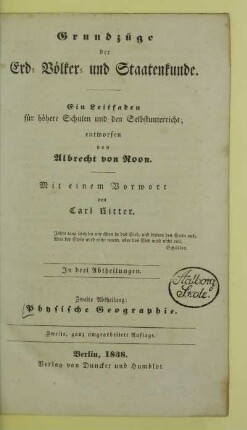 Grundzüge
der
Erd-, Völker- und Staatenkunde.
Ein Leitfaden
für höhere Schulen und den Selbstunterricht,
entworfen
von
Albrecht von Roon.
Mit einem Vorwort
von
Carl Ritter.
Schiller.
In drei Abtheilungen.
Zweite Abtheilung:
Physische Geographie.
Zweite, ganz umgearbeitete Auflage.
Aalborg
Skole.
Berlin, 1838.
Verlag von Duncker und Humblot.